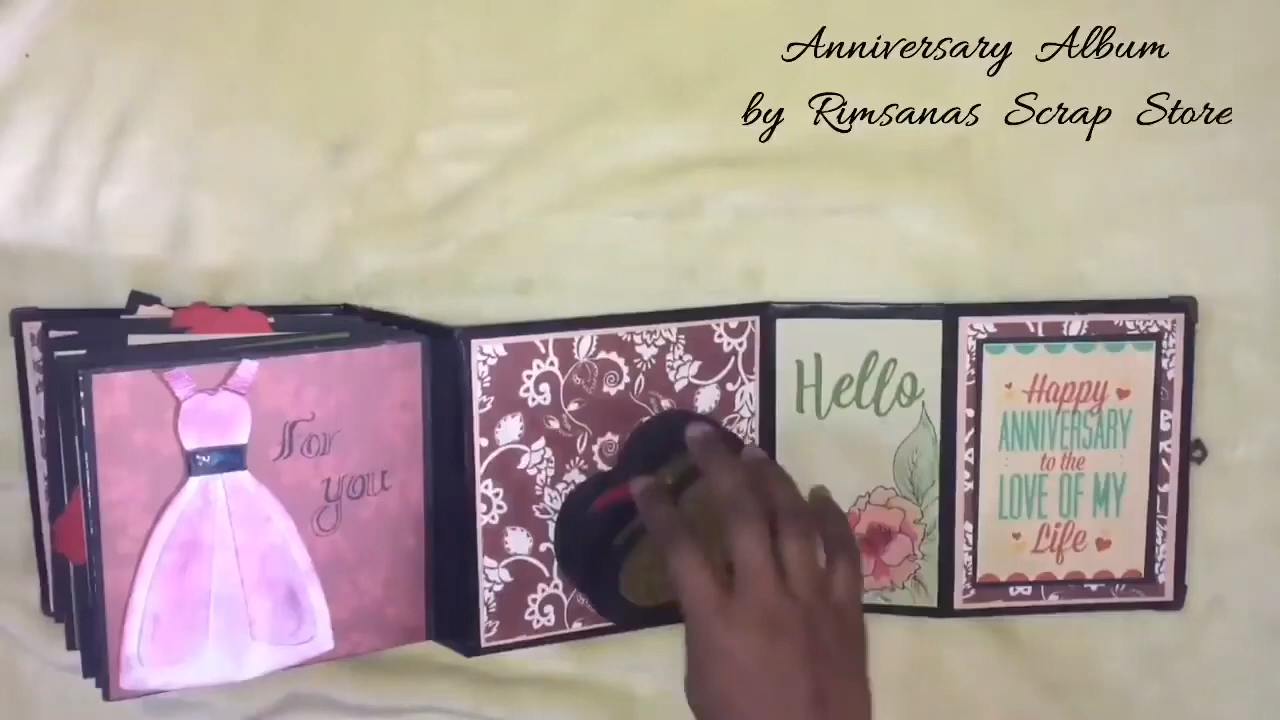 Anniversary Album
by Rimsanas Scrap Store
For
you
Hello
Happy
ANNIVERSARY
to the
LOVE OF MY
Life